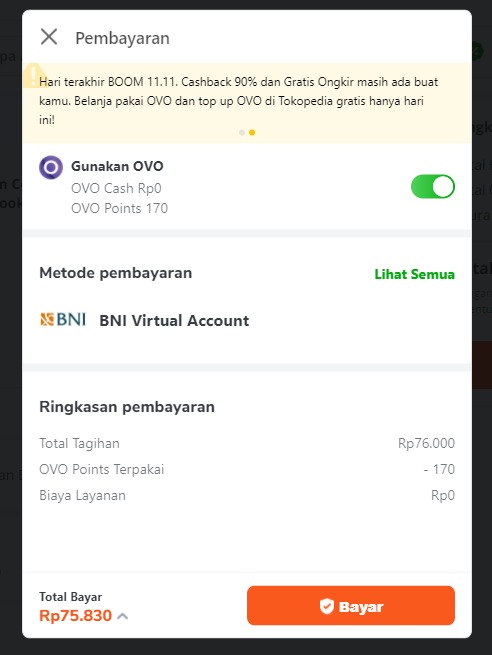 Pembayaran
Hari terakhir BOOM 11.11. Cashback 90% dan Gratis Ongkir masih ada buat
kamu. Belanja pakai OVO dan top up OVO di Tokopedia gratis hanya hari
ini!
Gunakan OVO
OVO Cash Rp0
OVO Points 170
Metode pembayaran
Lihat Semua
BNI
BNI Virtual Account
Ringkasan pembayaran
Total Tagihan
Rp76.000
OVO Points Terpakai
- 170
Biaya Layanan
Rp0
Total Bayar
Rp75.830
Bayar